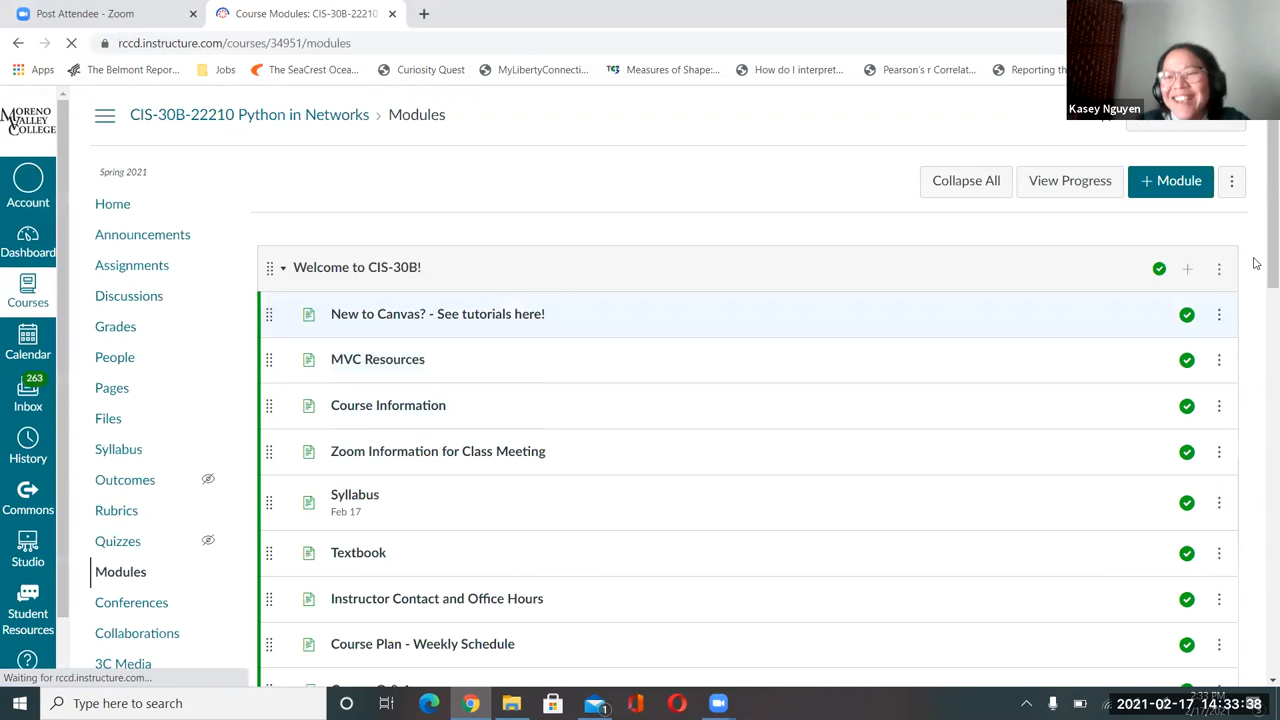 Post Attendee - Zoom
Course Modules: CIS-30B-22210
rccd.instructure.com/courses/34951/modules
Apps
The Belmont Repor...
Jobs
The SeaCrest Ocea...
Curiosity Quest
MyLibertyConnecti...
Measures of Shape:...
How do I interpret...
Pearson's r Correlat...
Reporting th
Kasey Nguyen
MORENO
VALLEY
COLLEGE
CIS-30B-22210 Python in Networks › Modules
Spring 2021
Collapse All
View Progress
+ Module
Account
Dashboard
Courses
Calendar
263
Inbox
History
Commons
Studio
Student
Resources
Home
Announcements
Assignments
Discussions
Grades
People
Pages
Files
Syllabus
Outcomes
Rubrics
Quizzes
Modules
Conferences
Collaborations
3C Media
Welcome to CIS-30B!
New to Canvas? - See tutorials here!
MVC Resources
Course Information
Zoom Information for Class Meeting
Syllabus
Feb 17
Textbook
Instructor Contact and Office Hours
Course Plan - Weekly Schedule
Waiting for rccd.instructure.com...
Type here to search
1
2:33 PM
2021-02-17 14:33:38